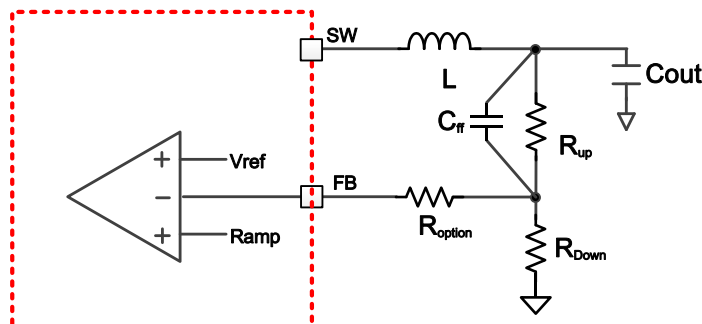 SW
L
Cout
Cff
Rup
+
Vref
FB
−
Roption
+
Ramp
RDown